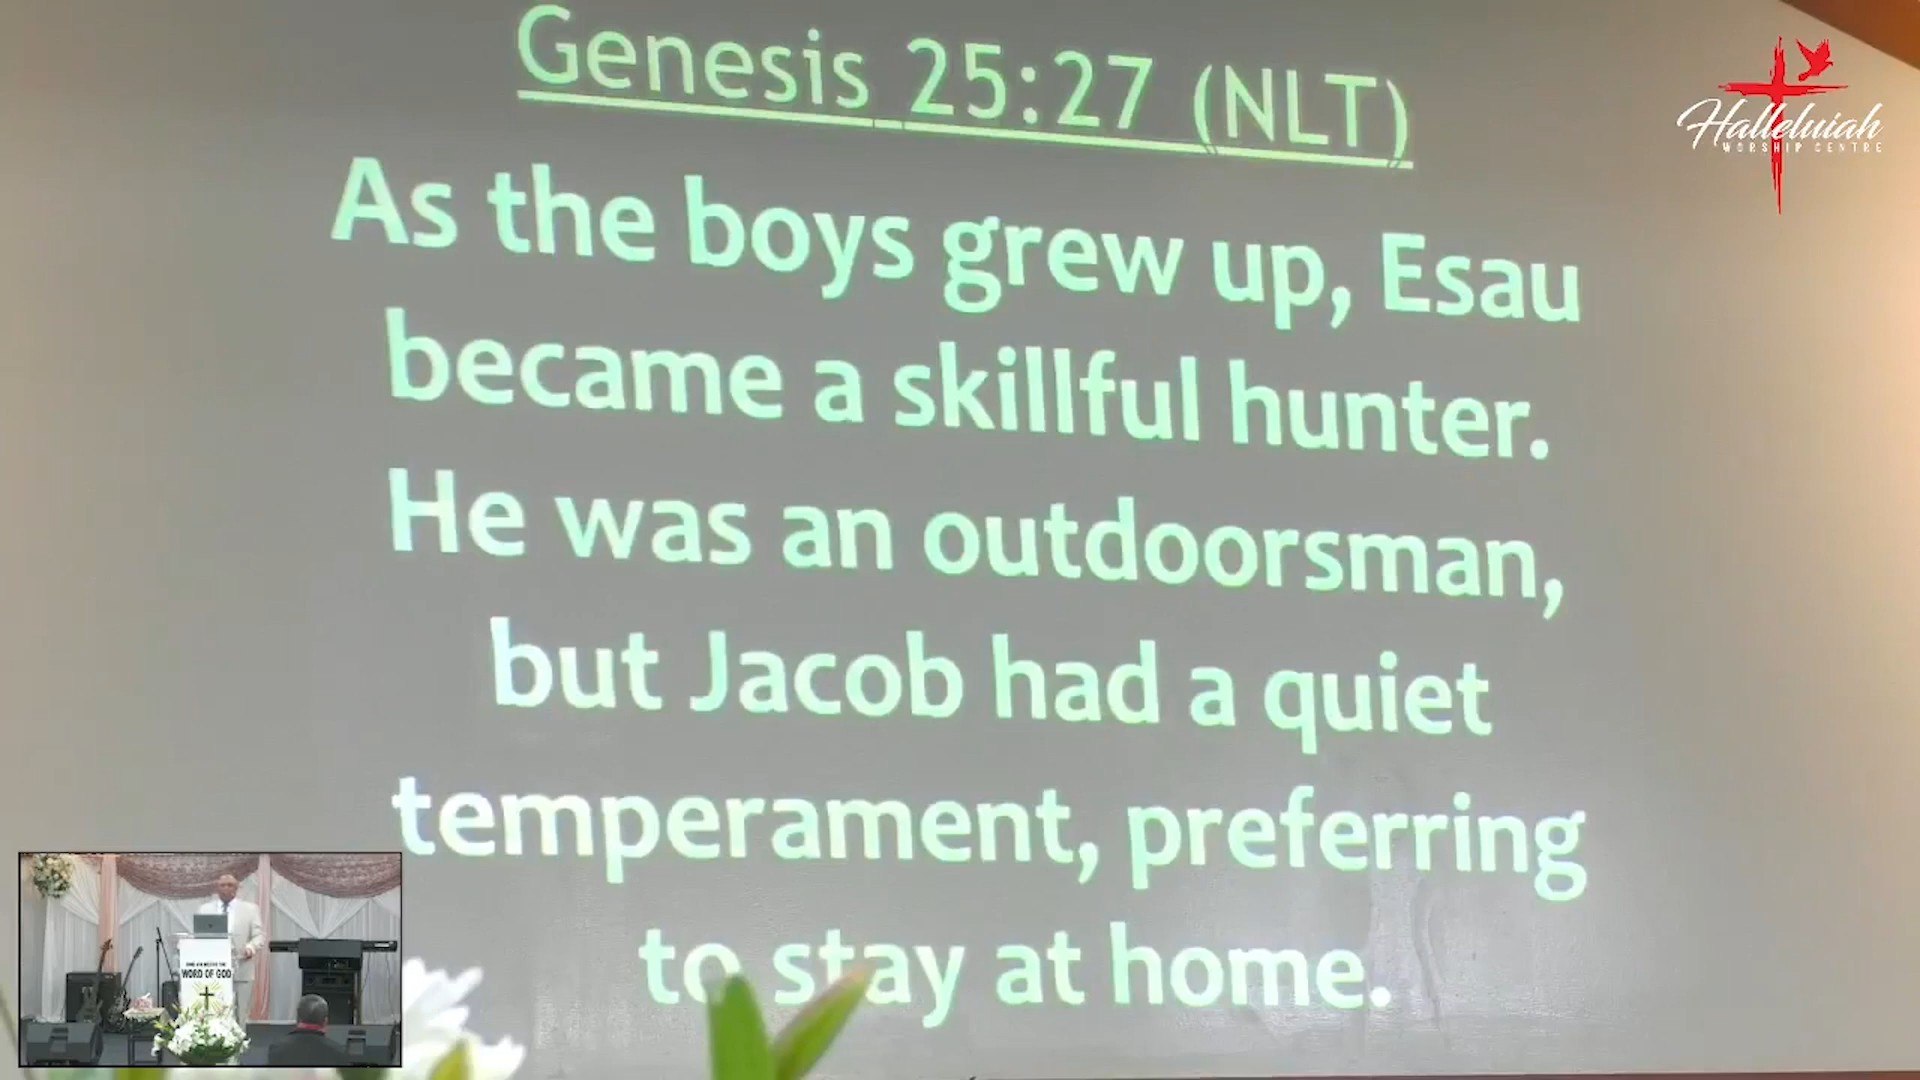 Genesis 25:27 (NLT)
As the boys grew up, Esau
became a skillful hunter.
He was an outdoorsman,
but Jacob had a quiet
temperament, preferring
to stay at home.
Halleluiah
WORSHIP CENTRE
WORD OF GOD